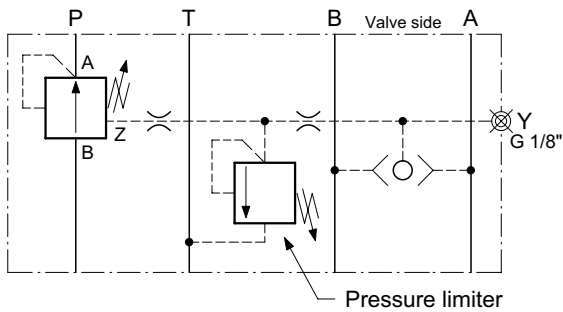 P T B Valve side A
A
Z
B
Y
G 1/8"
Pressure limiter